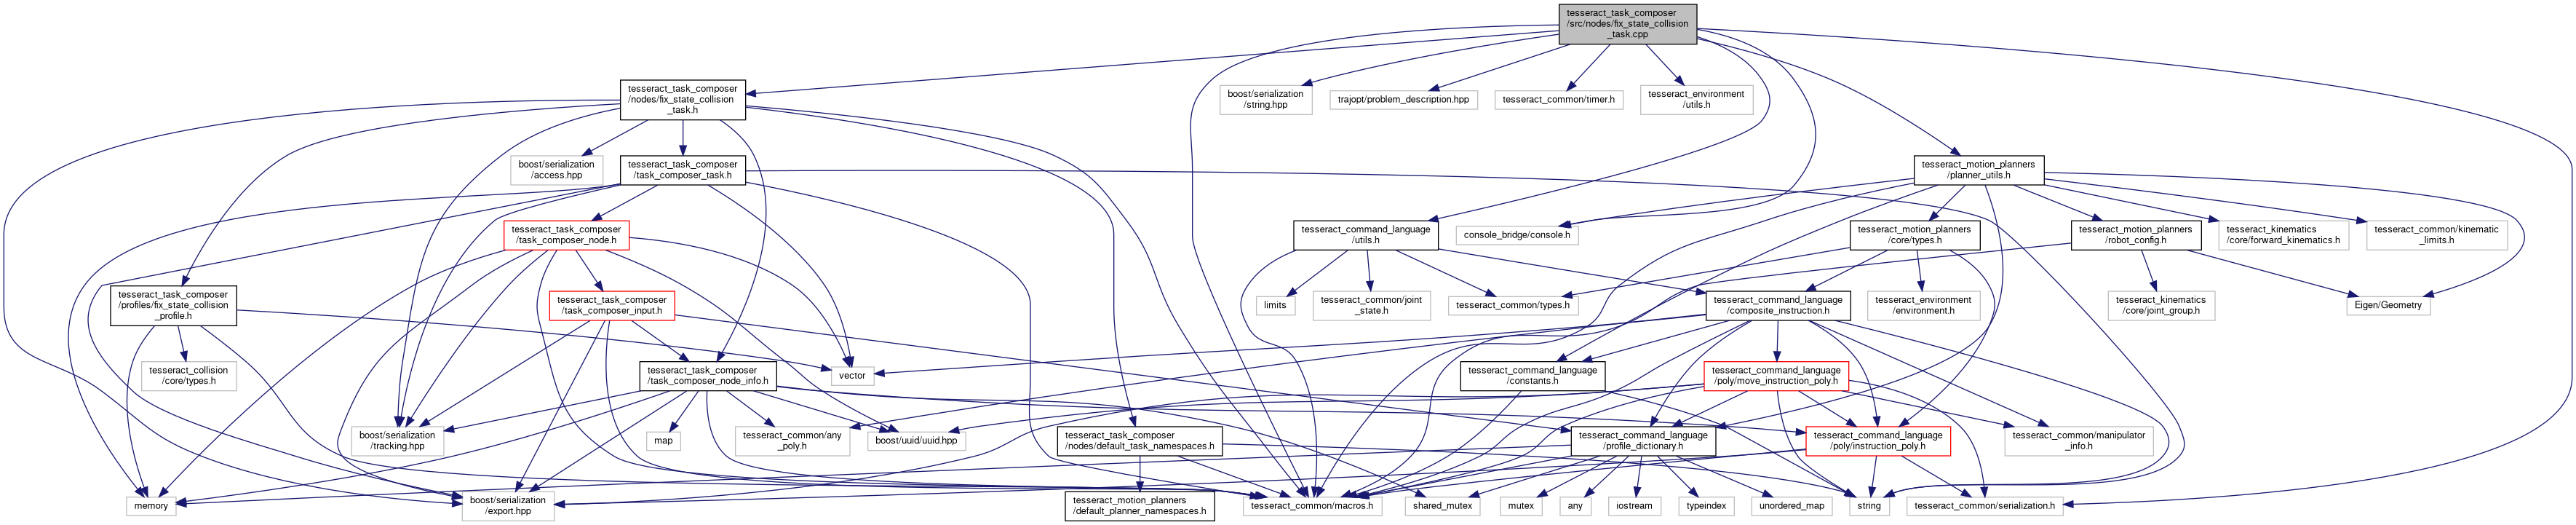 tesseract_task_composer
/src/nodes/fix_state_collision
_task.cpp
tesseract_task_composer
/nodes/fix_state_collision
_task.h
boost/serialization
/string.hpp
trajopt/problem_description.hpp
tesseract_common/timer.h
tesseract_environment
/utils.h
boost/serialization
/access.hpp
tesseract_task_composer
/task_composer_task.h
tesseract_motion_planners
/planner_utils.h
tesseract_task_composer
/task_composer_node.h
tesseract_command_language
/utils.h
console_bridge/console.h
tesseract_motion_planners
/core/types.h
tesseract_motion_planners
/robot_config.h
tesseract_kinematics
/core/forward_kinematics.h
tesseract_common/kinematic
_limits.h
tesseract_task_composer
/profiles/fix_state_collision
_profile.h
tesseract_task_composer
/task_composer_input.h
limits
tesseract_common/joint
_state.h
tesseract_common/types.h
tesseract_command_language
/composite_instruction.h
tesseract_environment
/environment.h
tesseract_kinematics
/core/joint_group.h
Eigen/Geometry
tesseract_collision
/core/types.h
tesseract_task_composer
/task_composer_node_info.h
vector
tesseract_command_language
/constants.h
tesseract_command_language
/poly/move_instruction_poly.h
boost/serialization
/tracking.hpp
map
tesseract_common/any
_poly.h
boost/uuid/uuid.hpp
tesseract_task_composer
/nodes/default_task_namespaces.h
tesseract_command_language
/profile_dictionary.h
tesseract_command_language
/poly/instruction_poly.h
tesseract_common/manipulator
_info.h
memory
boost/serialization
/export.hpp
tesseract_motion_planners
/default_planner_namespaces.h
tesseract_common/macros.h
shared_mutex
mutex
any
iostream
typeindex
unordered_map
string
tesseract_common/serialization.h